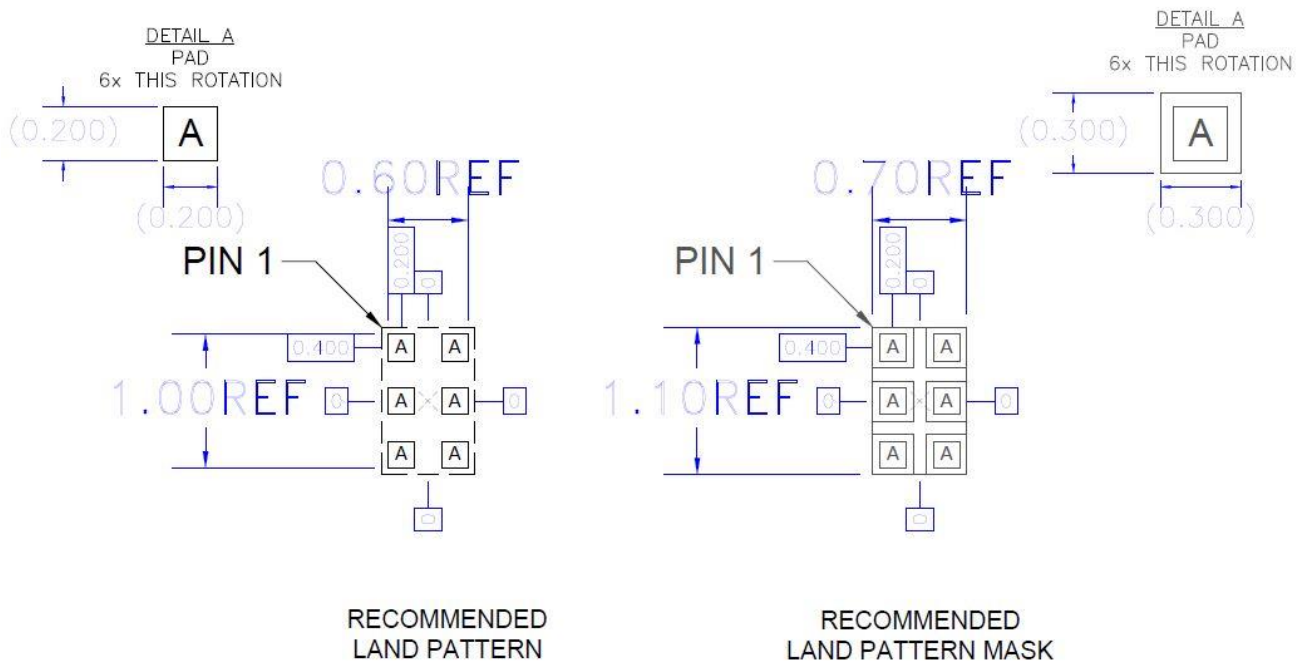 DETAIL A
PAD
6x THIS ROTATION
A
(0.200)
(0.200)
0.60REF
0.200
0
PIN 1
0.400
1.00REF
A A
0
A A
0
A A
0
RECOMMENDED
LAND PATTERN
DETAIL A
PAD
6x THIS ROTATION
A
(0.300)
(0.300)
0.70REF
0.200
0
PIN 1
0.400
1.10REF
A A
0
A A
0
A A
0
RECOMMENDED
LAND PATTERN MASK